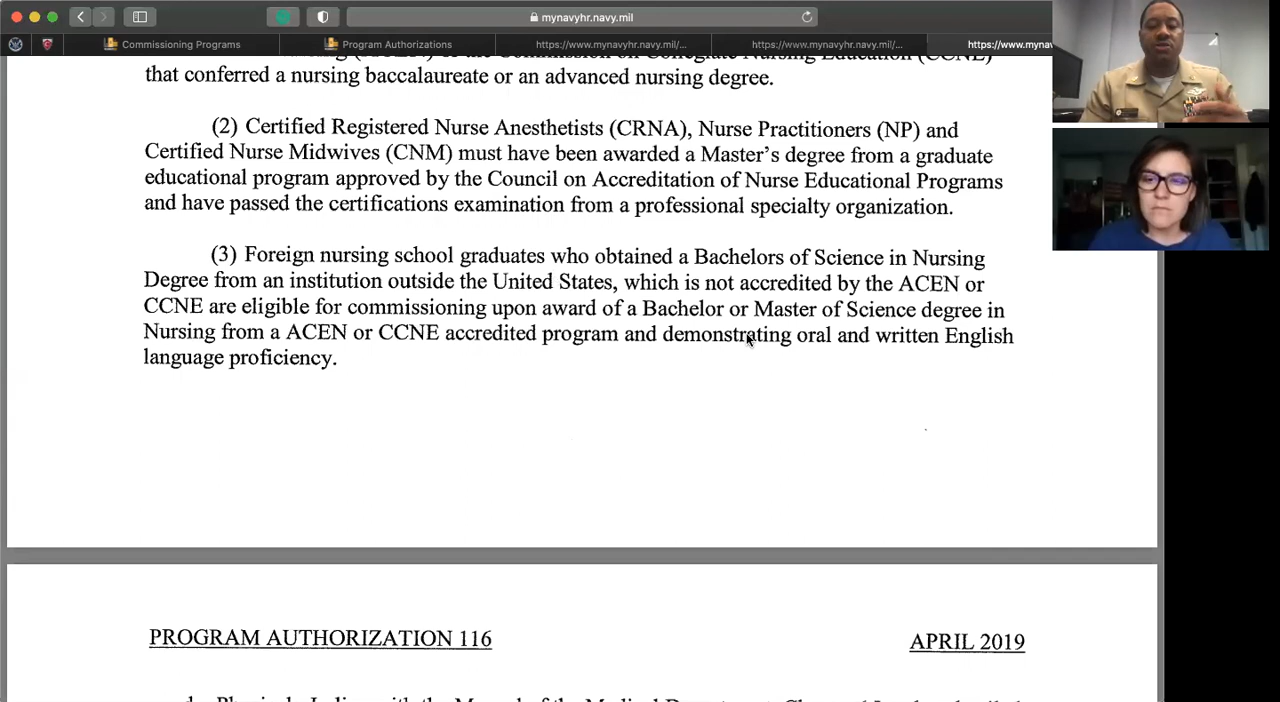 mynavyhr.navy.mil
Commissioning Programs
Program Authorizations
https://www.mynavyhr.navy.mil/...
https://www.mynavyhr.navy.mil/...
https://www.mynav
Collegiate Nursing Education (CCNE)
that conferred a nursing baccalaureate or an advanced nursing degree.
(2) Certified Registered Nurse Anesthetists (CRNA), Nurse Practitioners (NP) and
Certified Nurse Midwives (CNM) must have been awarded a Master's degree from a graduate
educational program approved by the Council on Accreditation of Nurse Educational Programs
and have passed the certifications examination from a professional specialty organization.
(3) Foreign nursing school graduates who obtained a Bachelors of Science in Nursing
Degree from an institution outside the United States, which is not accredited by the ACEN or
CCNE are eligible for commissioning upon award of a Bachelor or Master of Science degree in
Nursing from a ACEN or CCNE accredited program and demonstrating oral and written English
language proficiency.
PROGRAM AUTHORIZATION 116
APRIL 2019